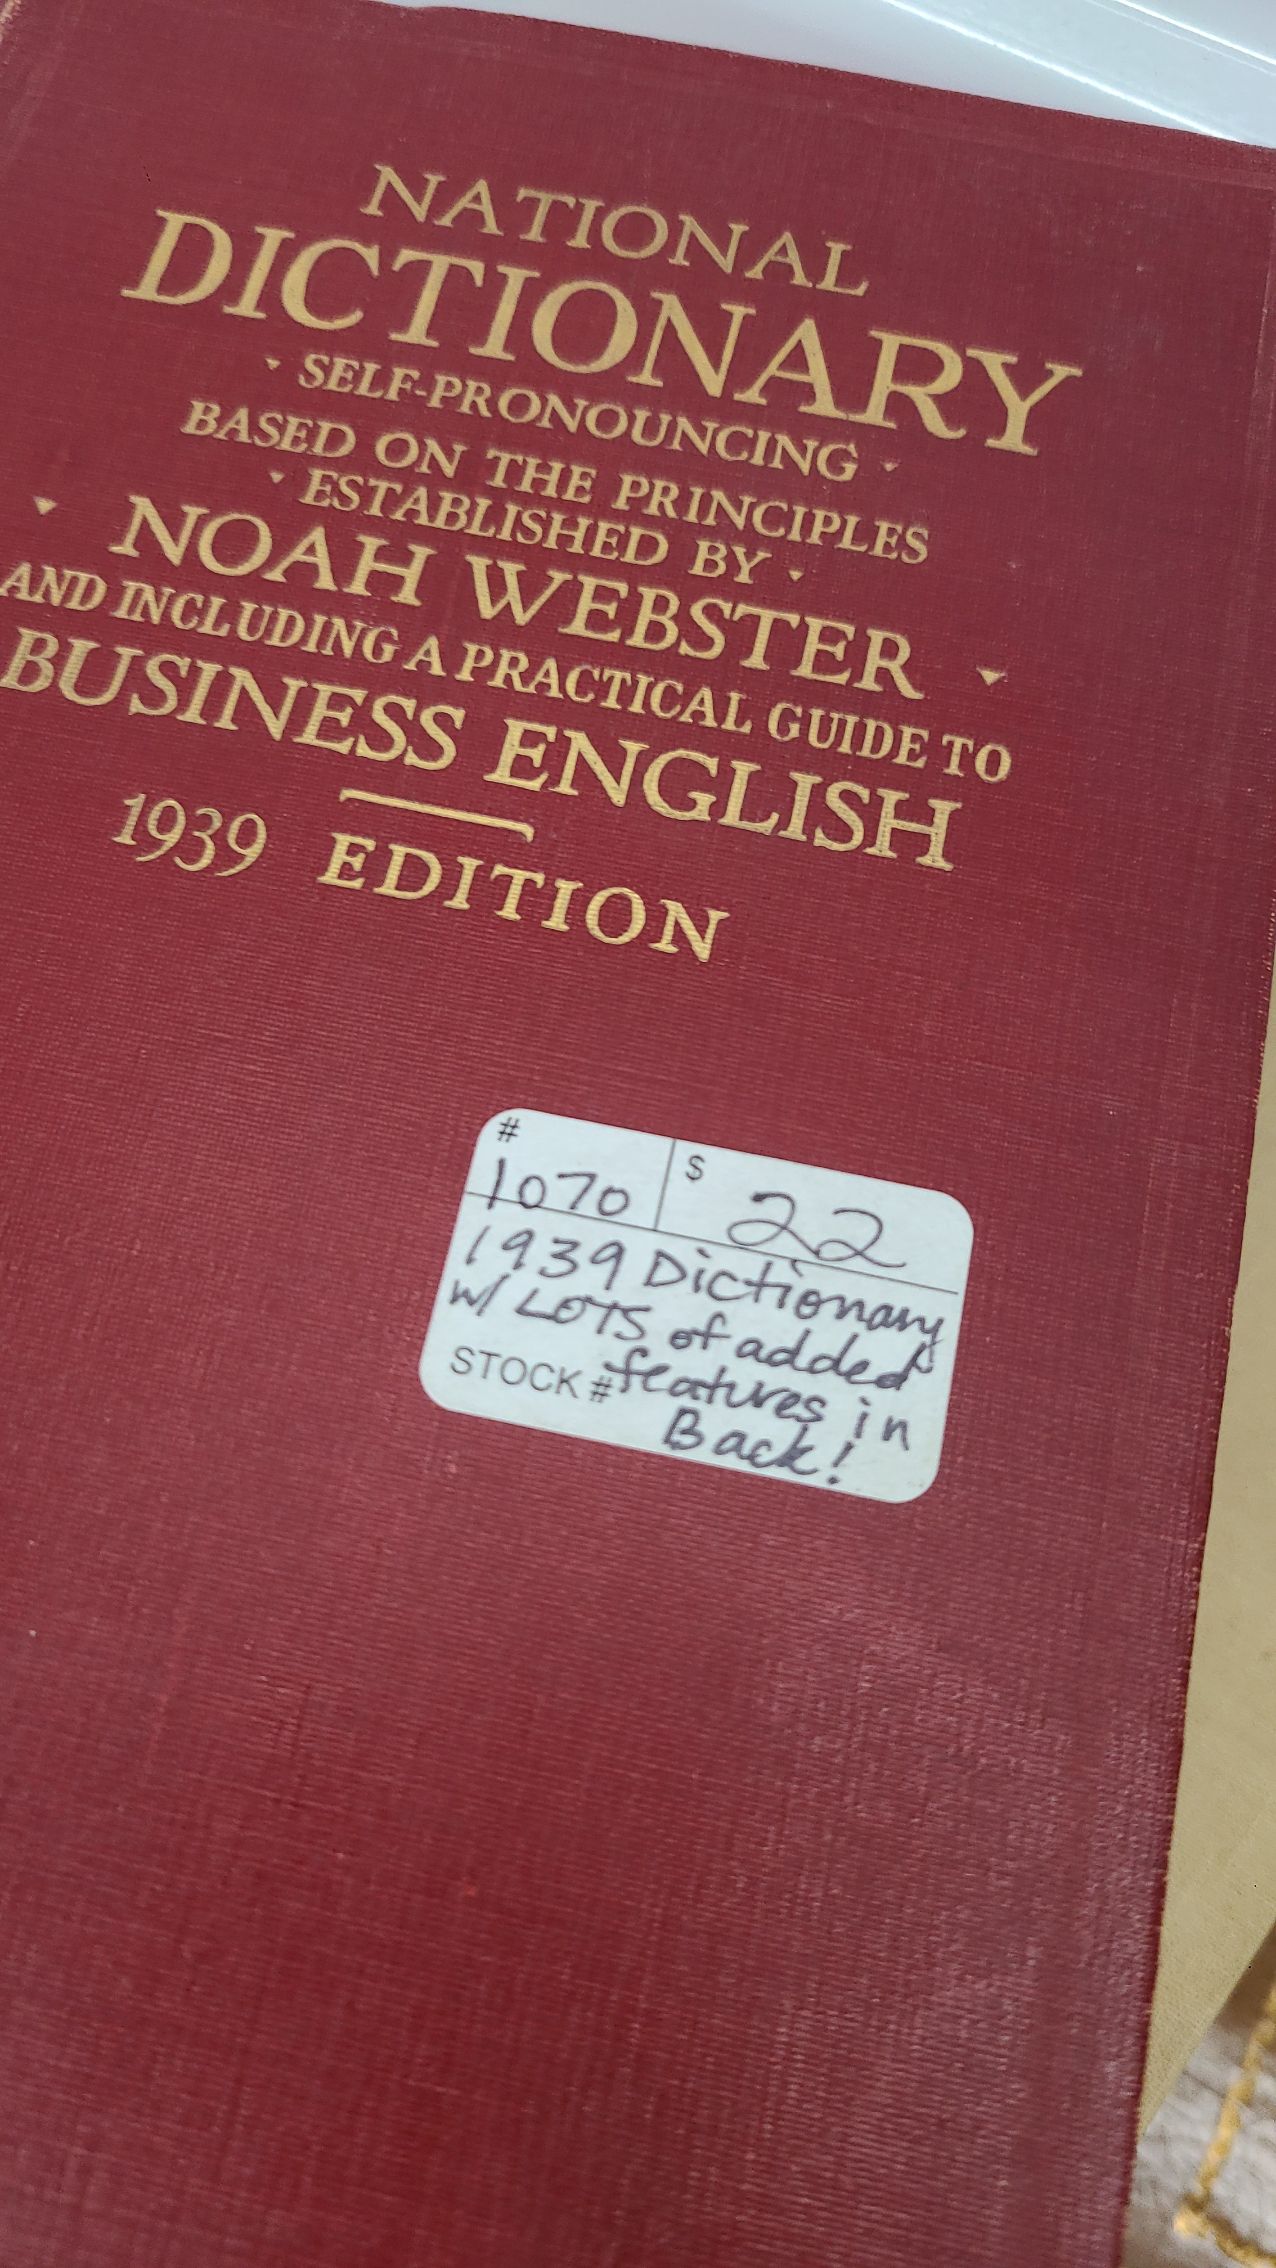 NATIONAL
DICTIONARY
SELF-PRONOUNCING
BASED ON THE PRINCIPLES
ESTABLISHED BY
NOAH WEBSTER
AND INCLUDING A PRACTICAL GUIDE TO
BUSINESS ENGLISH
1939 EDITION
# $
1070 22
1939 Dictionary
w/ LOTS of added
STOCK # features in
Back!